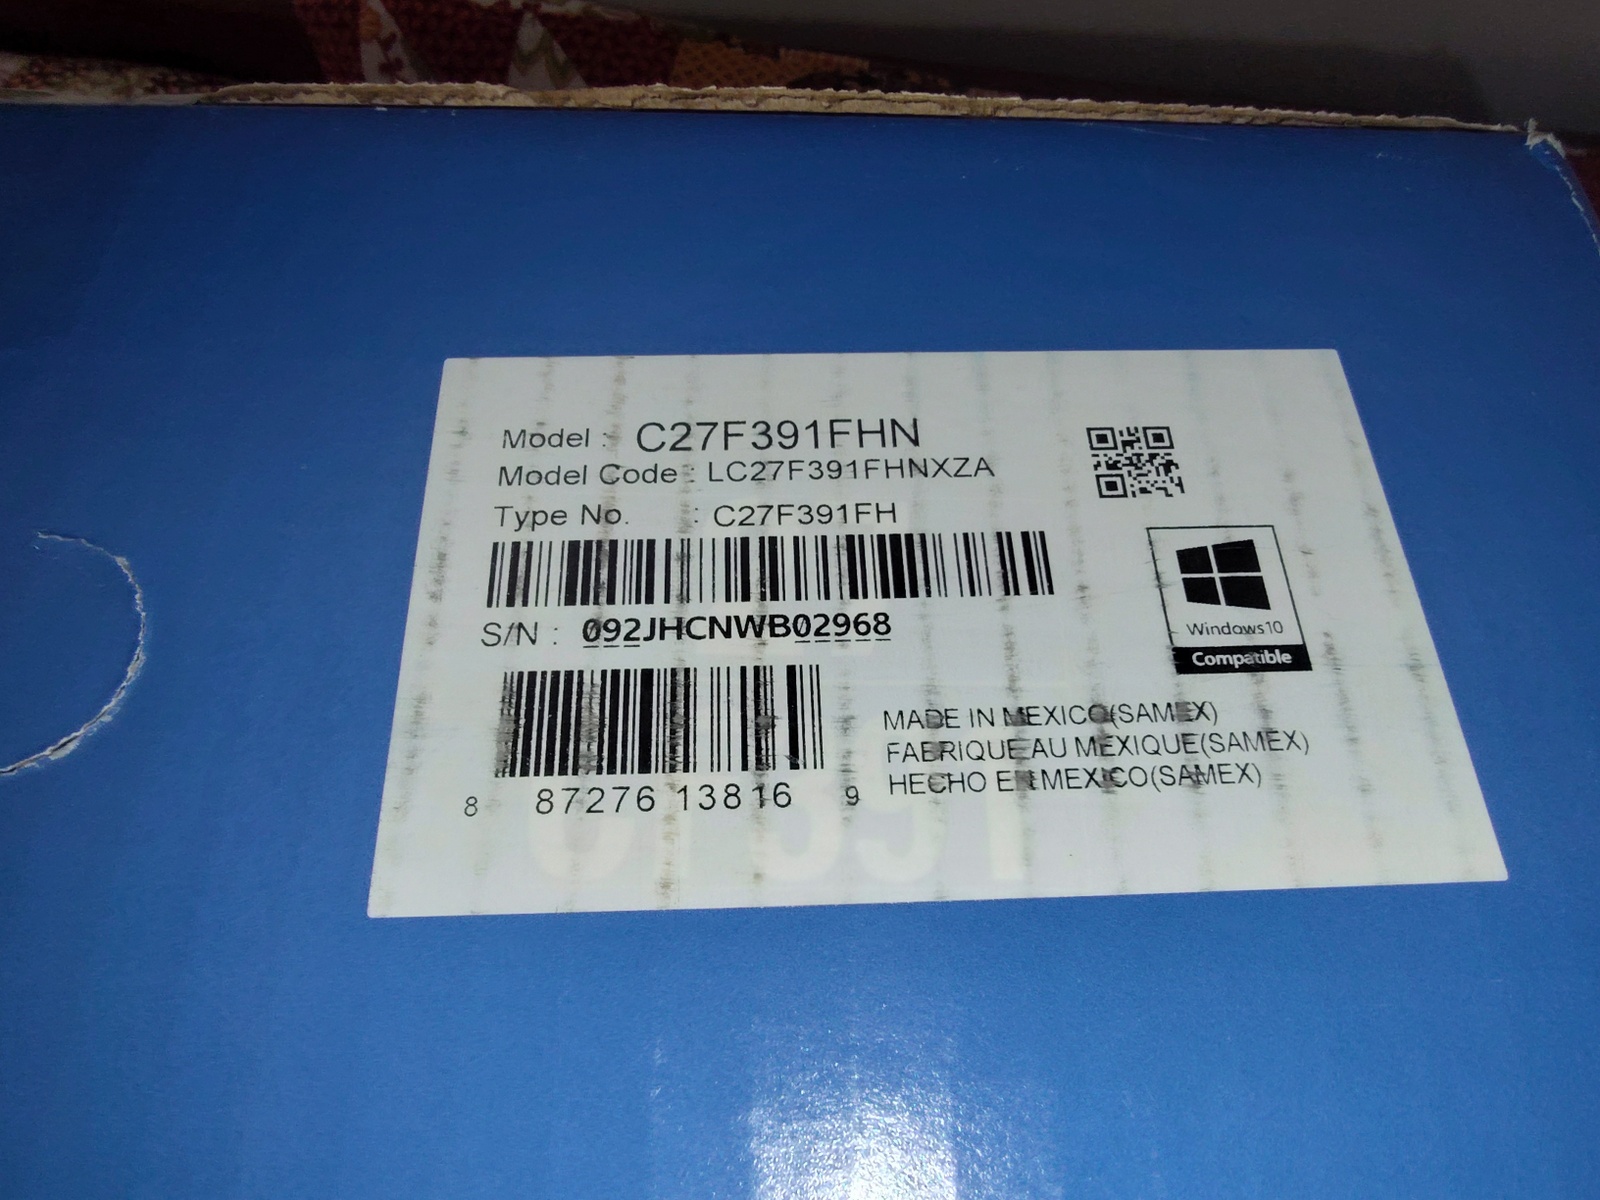 Model : C27F391FHN
Model Code : LC27F391FHNXZA
Type No. : C27F391FH
S/N : 092JHCNWB02968
8 87276 13816 9
Windows10
Compatible
MADE IN MEXICO(SAMEX)
FABRIQUE AU MEXIQUE(SAMEX)
HECHO EN MEXICO(SAMEX)